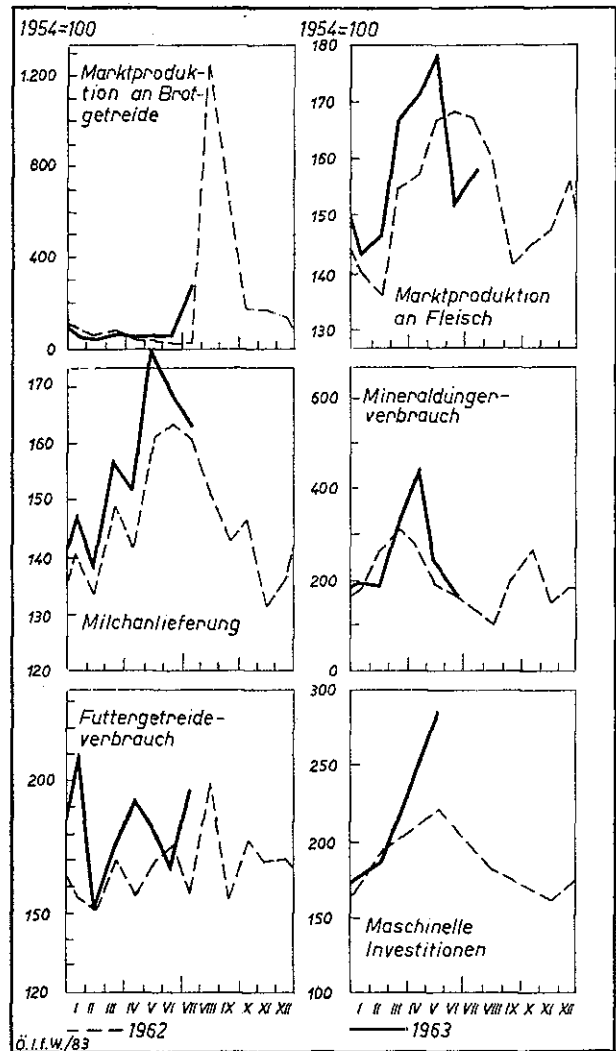 1954=100
1954=100
Marktproduk-
tion an Brot-
getreide
1200
800
400
0
180
170
160
150
140
130
Marktproduktion
an Fleisch
170
160
150
140
130
120
Milchanlieferung
Mineraldünger-
verbrauch
600
400
200
0
Futtergetreide-
verbrauch
200
150
120
300
250
200
150
100
Maschinelle
Investitionen
I II III IV V VI VII VIII IX X XI XII
I II III IV V VI VII VIII IX X XI XII
1962
1963
Ö.I.f.W./83